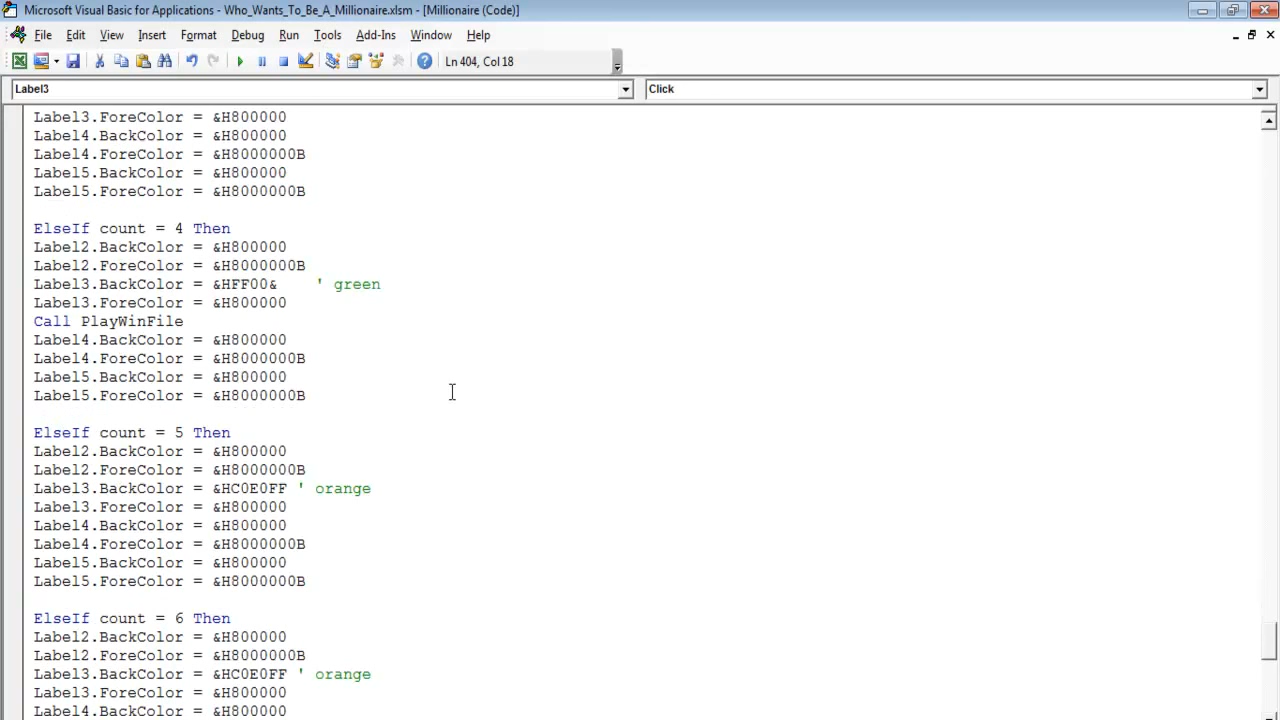 Microsoft Visual Basic for Applications - Who_Wants_To_Be_A_Millionaire.xlsm - [Millionaire (Code)]
File Edit View Insert Format Debug Run Tools Add-Ins Window Help
Ln 404, Col 18
Label3 Click
Label3.ForeColor = &H800000
Label4.BackColor = &H800000
Label4.ForeColor = &H8000000B
Label5.BackColor = &H800000
Label5.ForeColor = &H8000000B
ElseIf count = 4 Then
Label2.BackColor = &H800000
Label2.ForeColor = &H8000000B
Label3.BackColor = &HFF00& ' green
Label3.ForeColor = &H800000
Call PlayWinFile
Label4.BackColor = &H800000
Label4.ForeColor = &H8000000B
Label5.BackColor = &H800000
Label5.ForeColor = &H8000000B
ElseIf count = 5 Then
Label2.BackColor = &H800000
Label2.ForeColor = &H8000000B
Label3.BackColor = &HC0E0FF ' orange
Label3.ForeColor = &H800000
Label4.BackColor = &H800000
Label4.ForeColor = &H8000000B
Label5.BackColor = &H800000
Label5.ForeColor = &H8000000B
ElseIf count = 6 Then
Label2.BackColor = &H800000
Label2.ForeColor = &H8000000B
Label3.BackColor = &HC0E0FF ' orange
Label3.ForeColor = &H800000
Label4.BackColor = &H800000